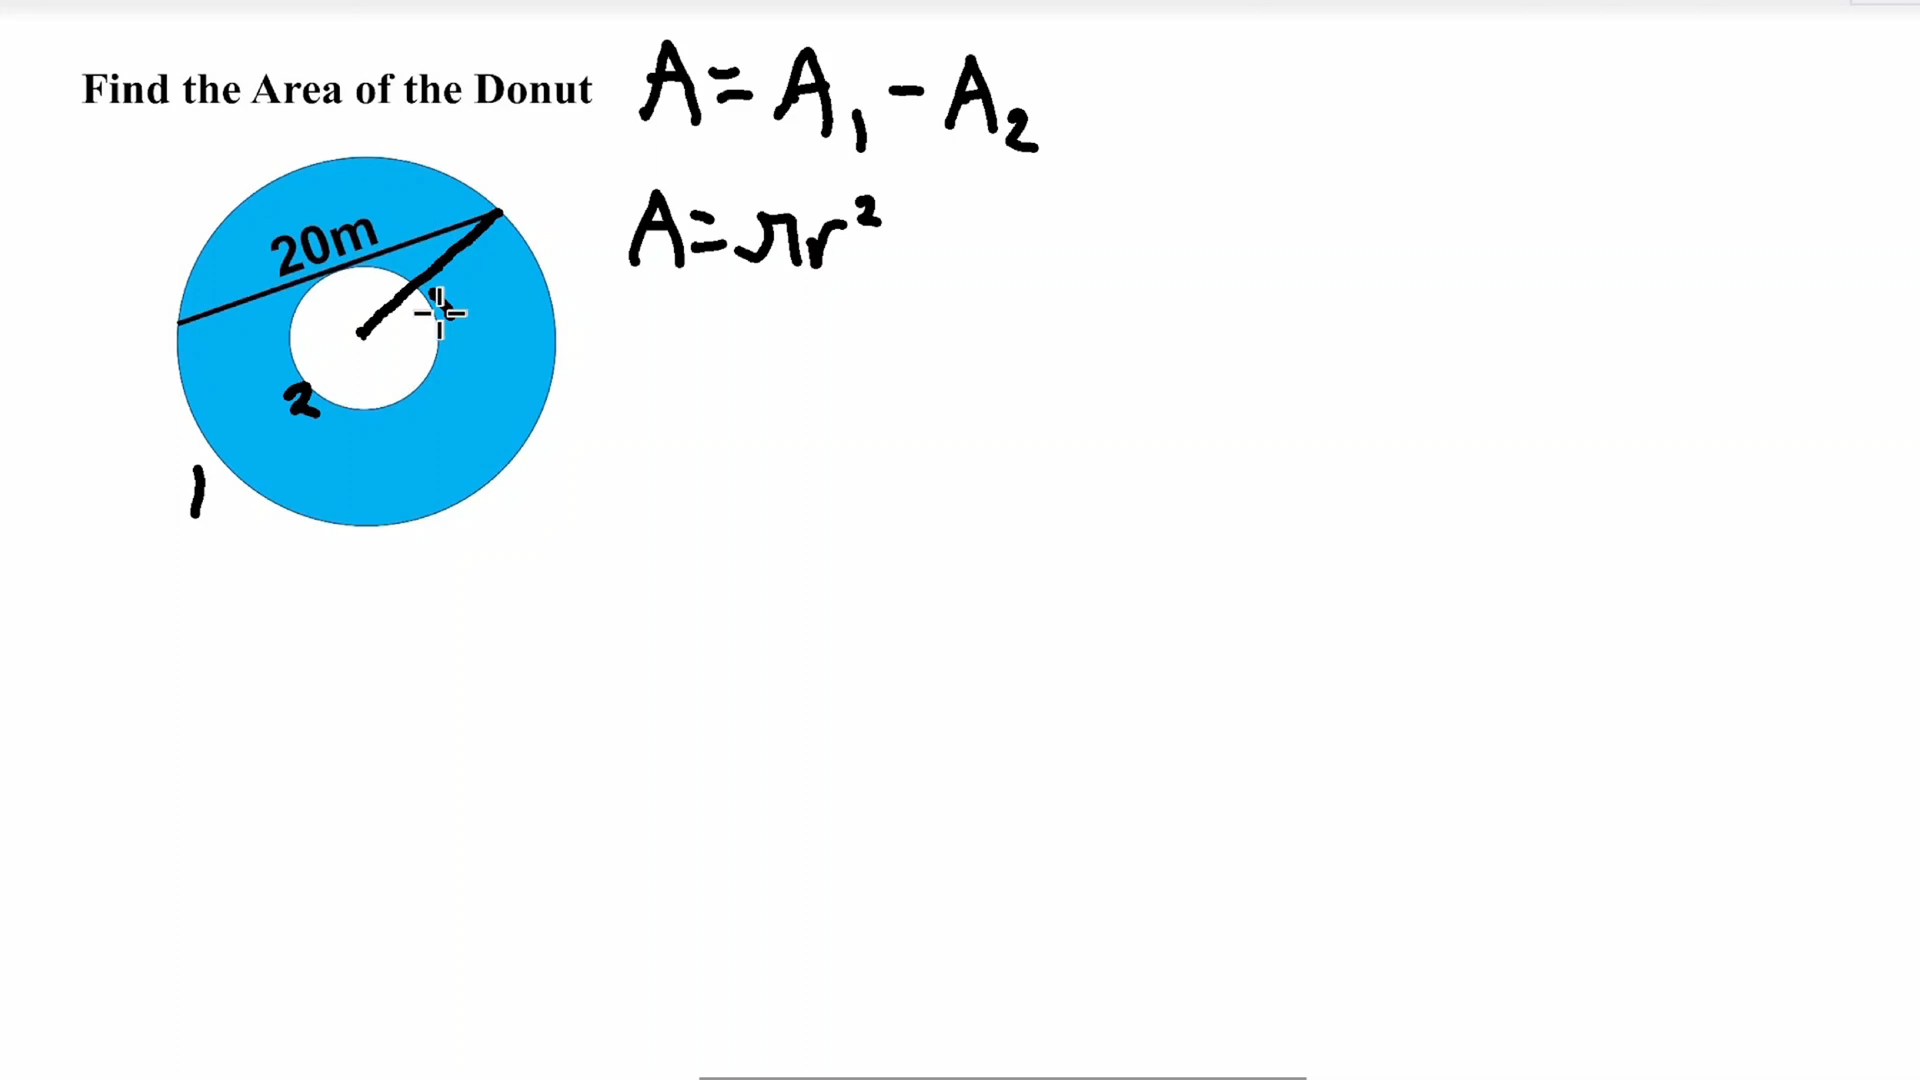 Find the Area of the Donut
A = A₁ - A₂
A = πr²
20m
2
1